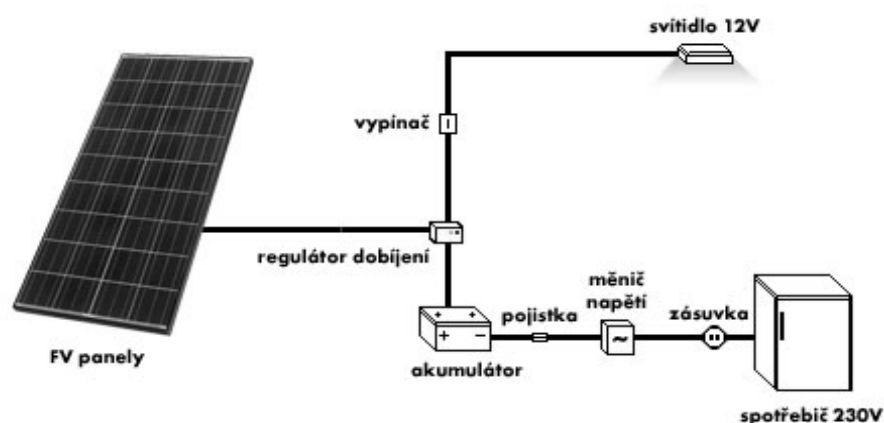 svítidlo 12V
vypínač
regulátor dobíjení
měnič
napětí
pojistka
zásuvka
FV panely
akumulátor
spotřebič 230V